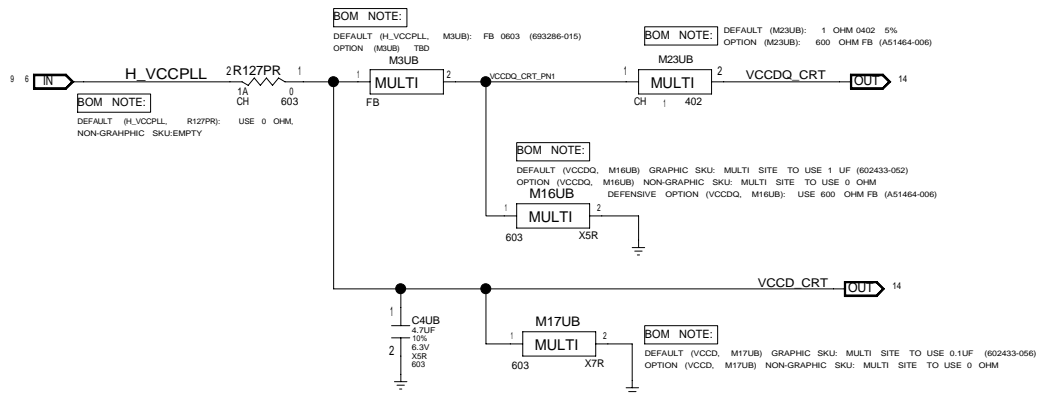 BOM NOTE:
DEFAULT (H_VCCPLL, M3UB): FB 0603 (693286-015)
OPTION (M3UB) TBD
BOM NOTE:
DEFAULT (M23UB): 1 OHM 0402 5%
OPTION (M23UB): 600 OHM FB (A51464-006)
M3UB
M23UB
9 6 IN
H_VCCPLL
2 R127PR 1
1A 0
CH 603
1 MULTI 2
FB
VCCDQ_CRT_PN1
1 MULTI 2
CH 1 402
VCCDQ_CRT
OUT 14
BOM NOTE:
DEFAULT (H_VCCPLL, R127PR): USE 0 OHM,
NON-GRAHPHIC SKU:EMPTY
BOM NOTE:
DEFAULT (VCCDQ, M16UB) GRAPHIC SKU: MULTI SITE TO USE 1 UF (602433-052)
OPTION (VCCDQ, M16UB) NON-GRAPHIC SKU: MULTI SITE TO USE 0 OHM
DEFENSIVE OPTION (VCCDQ, M16UB): USE 600 OHM FB (A51464-006)
M16UB
1 MULTI 2
603 X5R
VCCD_CRT
OUT 14
1
C4UB
4.7UF
10%
6.3V
X5R
603
2
M17UB
1 MULTI 2
603 X7R
BOM NOTE:
DEFAULT (VCCD, M17UB) GRAPHIC SKU: MULTI SITE TO USE 0.1UF (602433-056)
OPTION (VCCD, M17UB) NON-GRAPHIC SKU: MULTI SITE TO USE 0 OHM